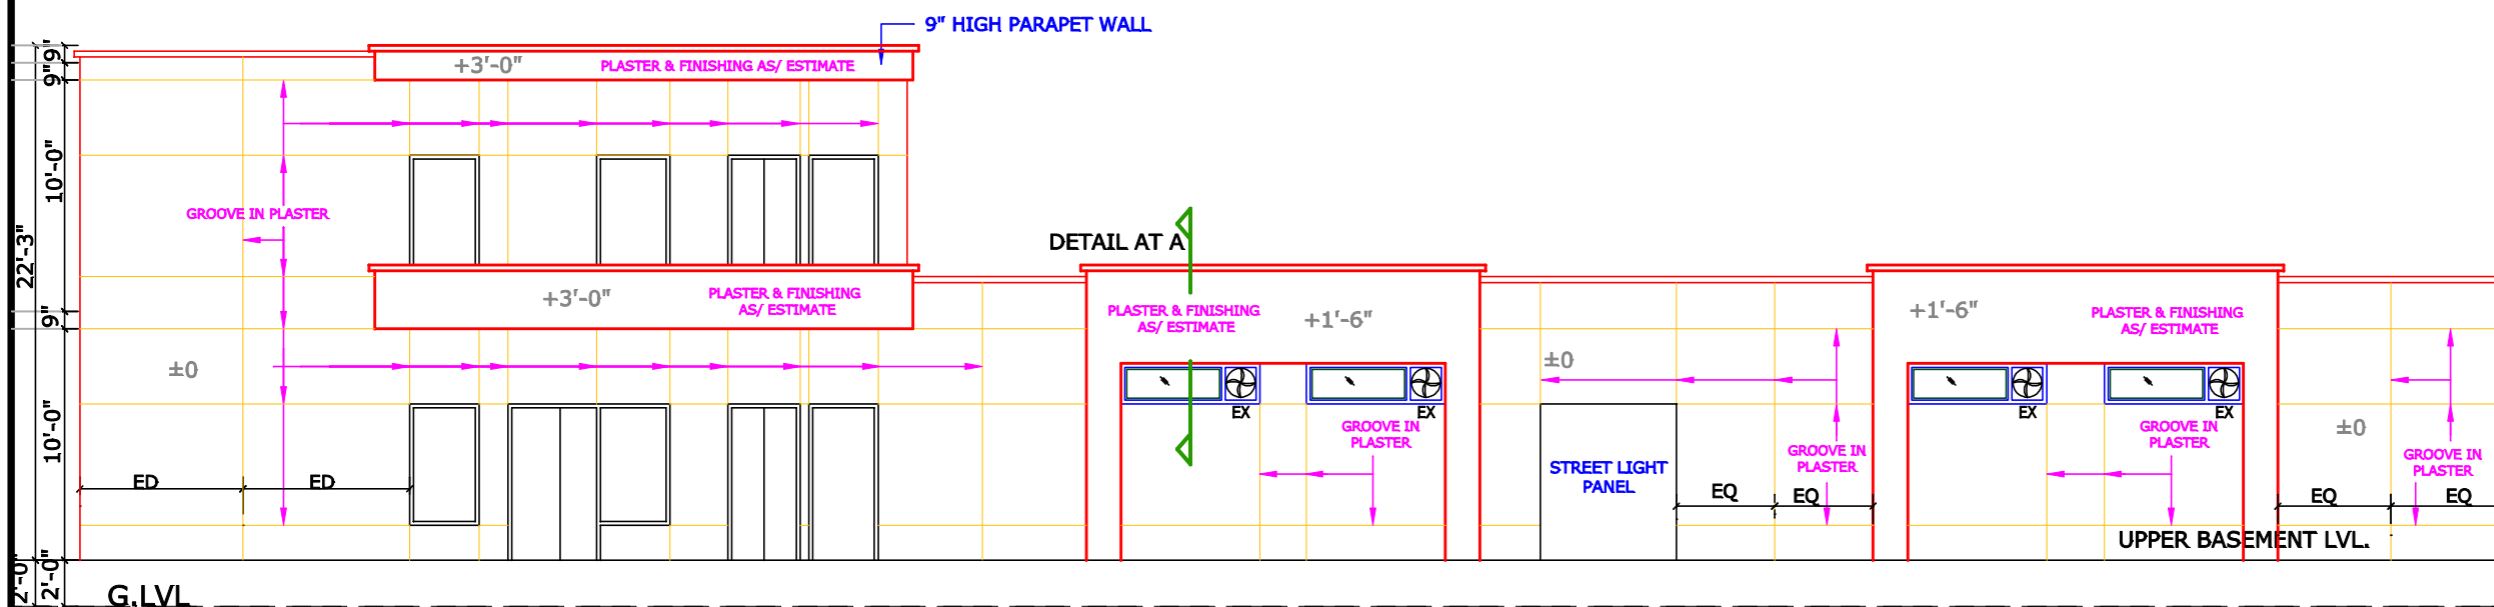 9" HIGH PARAPET WALL
+3'-0"
PLASTER & FINISHING AS/ ESTIMATE
9"
9"
10'-0"
22'-3"
9"
10'-0"
2'-0"
2'-0"
GROOVE IN PLASTER
DETAIL AT A
+3'-0"
PLASTER & FINISHING
AS/ ESTIMATE
PLASTER & FINISHING
AS/ ESTIMATE
+1'-6"
+1'-6"
PLASTER & FINISHING
AS/ ESTIMATE
±0
±0
EX
EX
EX
EX
GROOVE IN
PLASTER
GROOVE IN
PLASTER
±0
GROOVE IN
PLASTER
GROOVE IN
PLASTER
STREET LIGHT
PANEL
ED
ED
EQ
EQ
EQ
EQ
UPPER BASEMENT LVL.
G.LVL